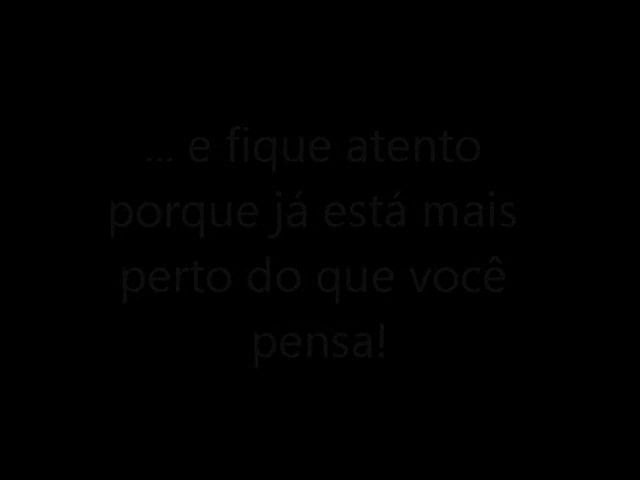 ... e fique atento
porque já está mais
perto do que você
pensa!